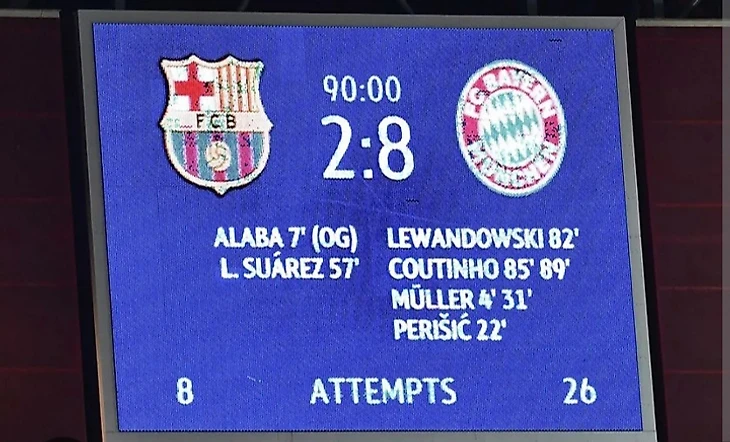 FCB
FC BAYERN
MÜNCHEN
90:00
2:8
ALABA 7' (OG)
L. SUÁREZ 57'
LEWANDOWSKI 82'
COUTINHO 85' 89'
MÜLLER 4' 31'
PERIŠIĆ 22'
8 ATTEMPTS 26